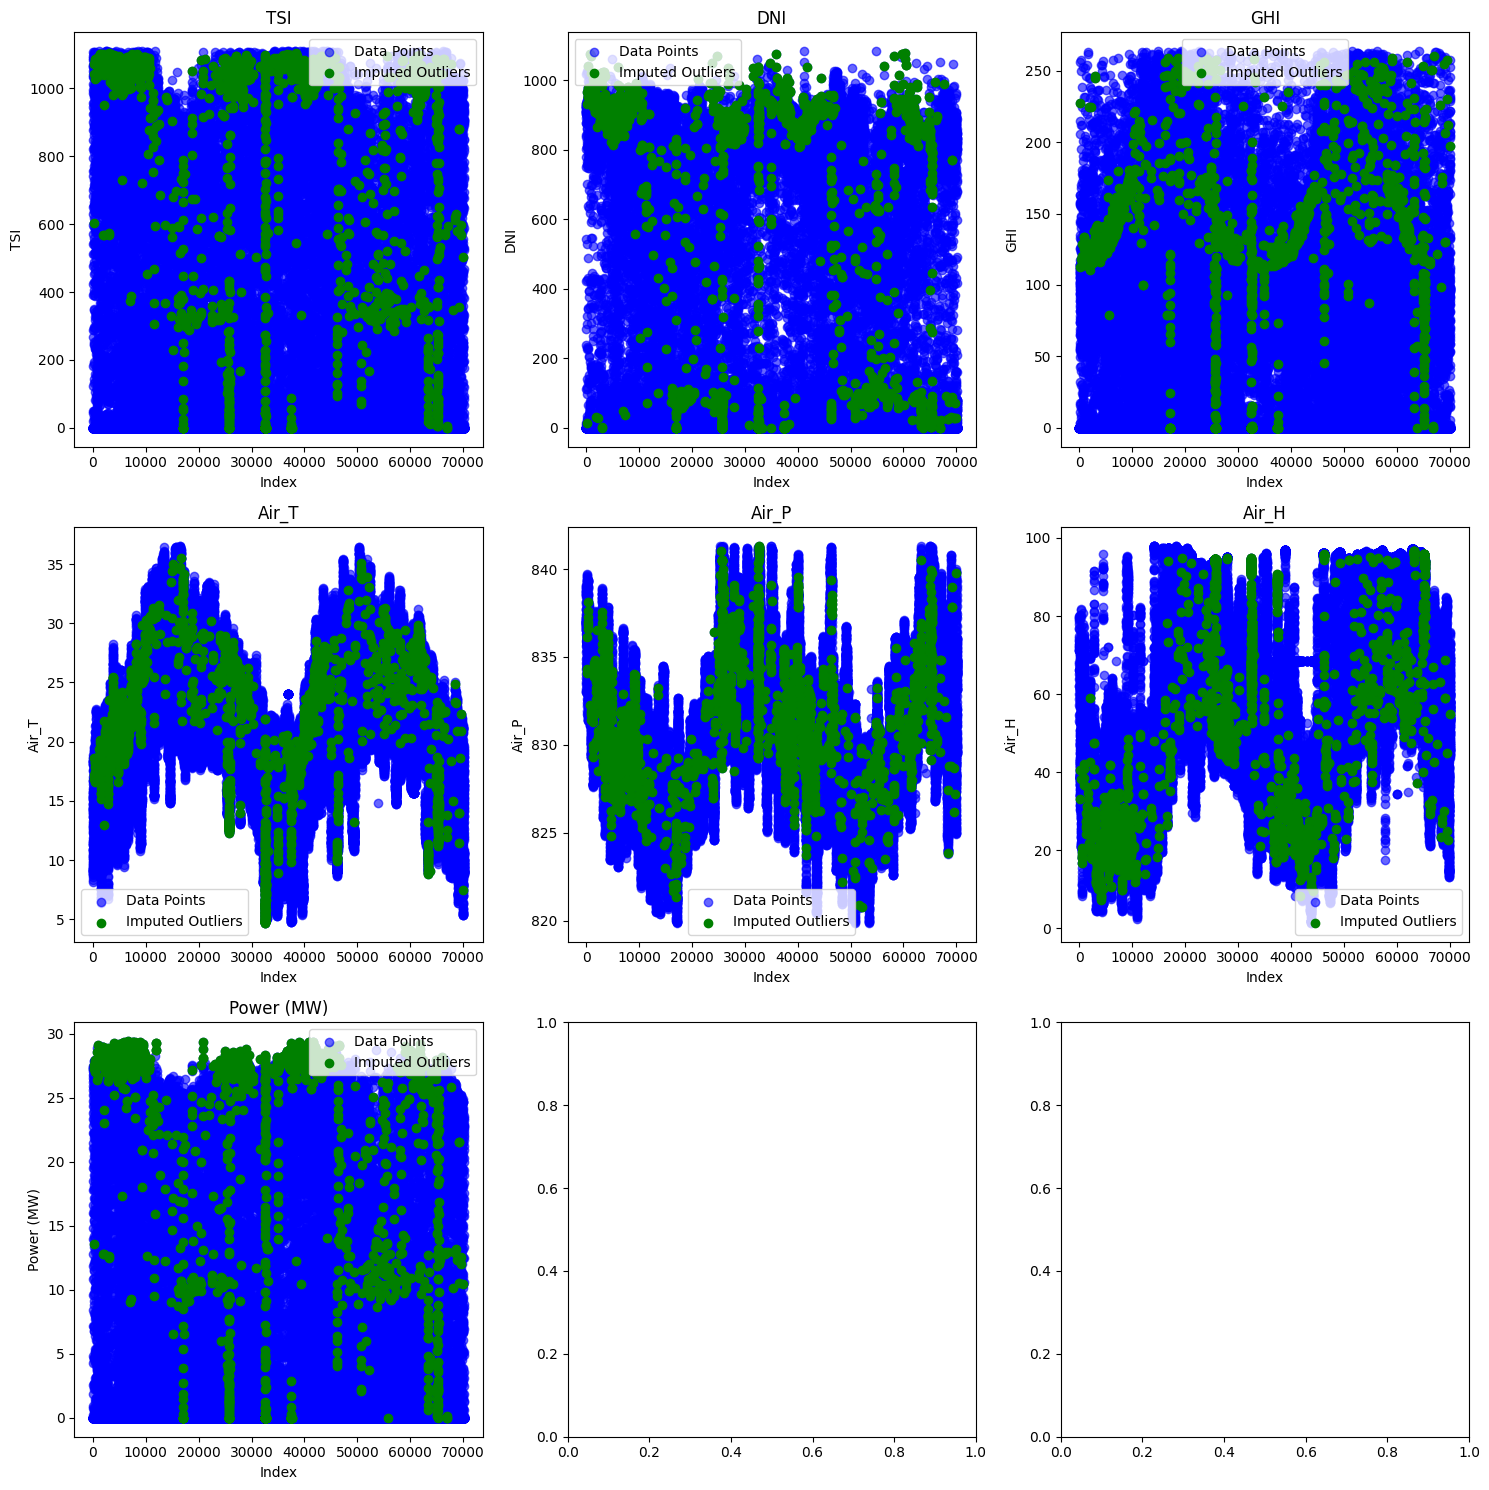 TSI
DNI
GHI
Data Points
Imputed Outliers
Data Points
Imputed Outliers
Data Points
Imputed Outliers
TSI
1000
800
600
400
200
0
DNI
1000
800
600
400
200
0
GHI
250
200
150
100
50
0
0 10000 20000 30000 40000 50000 60000 70000
0 10000 20000 30000 40000 50000 60000 70000
0 10000 20000 30000 40000 50000 60000 70000
Index
Index
Index
Air_T
Air_P
Air_H
Air_T
35
30
25
20
15
10
5
Air_P
840
835
830
825
820
Air_H
100
80
60
40
20
0
Data Points
Imputed Outliers
Data Points
Imputed Outliers
Data Points
Imputed Outliers
0 10000 20000 30000 40000 50000 60000 70000
0 10000 20000 30000 40000 50000 60000 70000
0 10000 20000 30000 40000 50000 60000 70000
Index
Index
Index
Power (MW)
Data Points
Imputed Outliers
Power (MW)
30
25
20
15
10
5
0
0 10000 20000 30000 40000 50000 60000 70000
Index
1.0
0.8
0.6
0.4
0.2
0.0
0.0 0.2 0.4 0.6 0.8 1.0
1.0
0.8
0.6
0.4
0.2
0.0
0.0 0.2 0.4 0.6 0.8 1.0